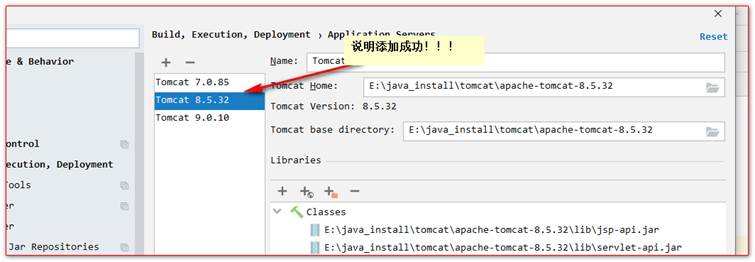 Build, Execution, Deployment › Application Servers
Reset
说明添加成功！！！
e & Behavior
ontrol
ecution, Deployment
Tools
er
er
Jar Repositories
Tomcat 7.0.85
Tomcat 8.5.32
Tomcat 9.0.10
Name: Tomcat
Tomcat Home: E:\java_install\tomcat\apache-tomcat-8.5.32
Tomcat Version: 8.5.32
Tomcat base directory: E:\java_install\tomcat\apache-tomcat-8.5.32
Libraries
Classes
E:\java_install\tomcat\apache-tomcat-8.5.32\lib\jsp-api.jar
E:\java_install\tomcat\apache-tomcat-8.5.32\lib\servlet-api.jar